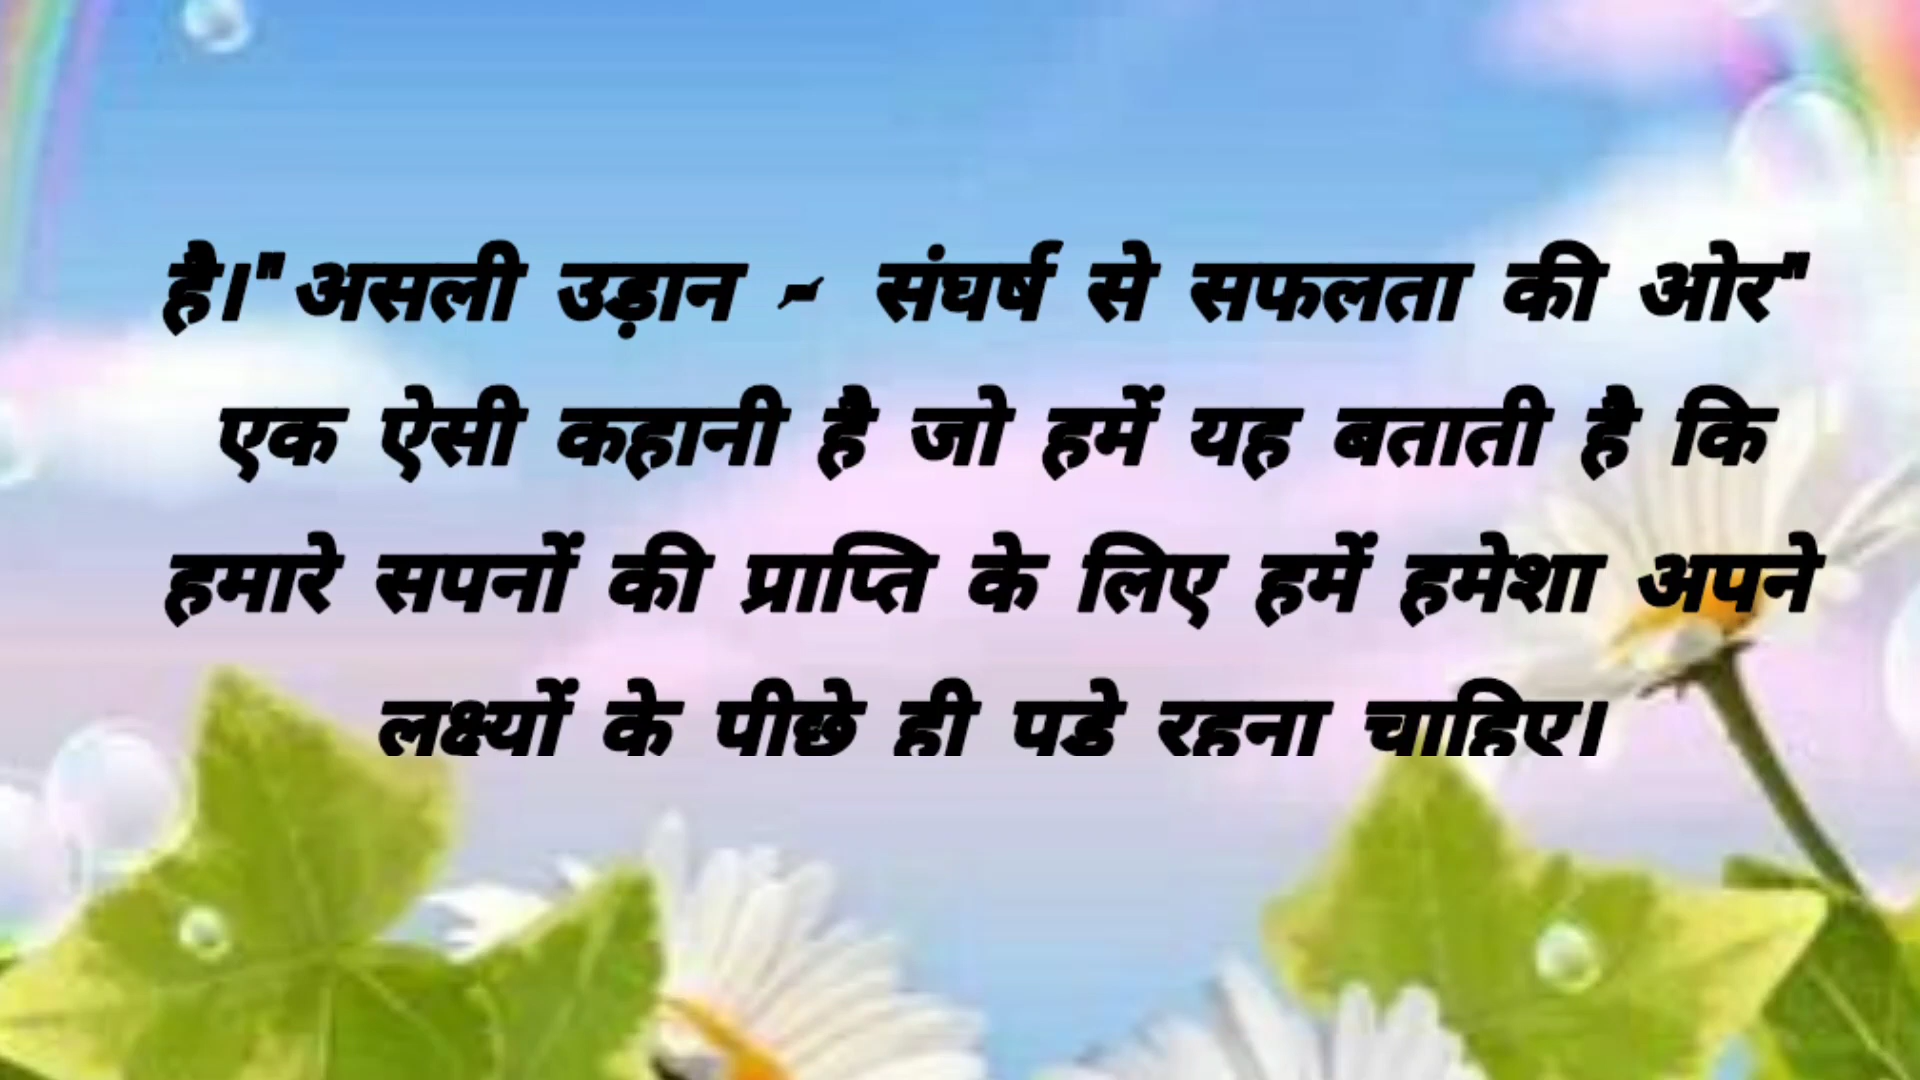 है।" असली उड़ान - संघर्ष से सफलता की ओर"
एक ऐसी कहानी है जो हमें यह बताती है कि
हमारे सपनों की प्राप्ति के लिए हमें हमेशा अपने
लक्ष्यों के पीछे ही पड़े रहना चाहिए।